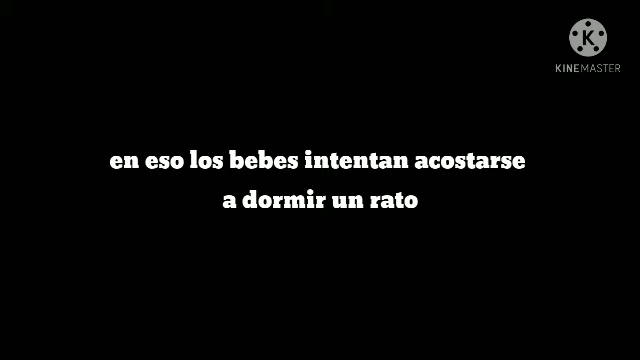 K
KINEMASTER
en eso los bebes intentan acostarse
a dormir un rato